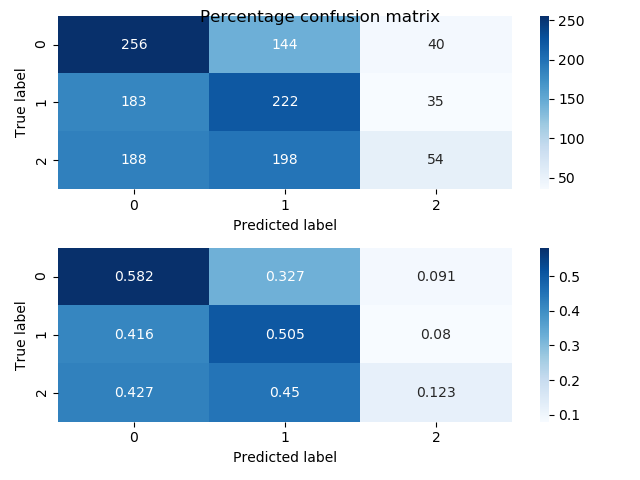 Percentage confusion matrix
True label
0 256 144 40
1 183 222 35
2 188 198 54
0 1 2
Predicted label
250
200
150
100
50
True label
0 0.582 0.327 0.091
1 0.416 0.505 0.08
2 0.427 0.45 0.123
0 1 2
Predicted label
0.5
0.4
0.3
0.2
0.1